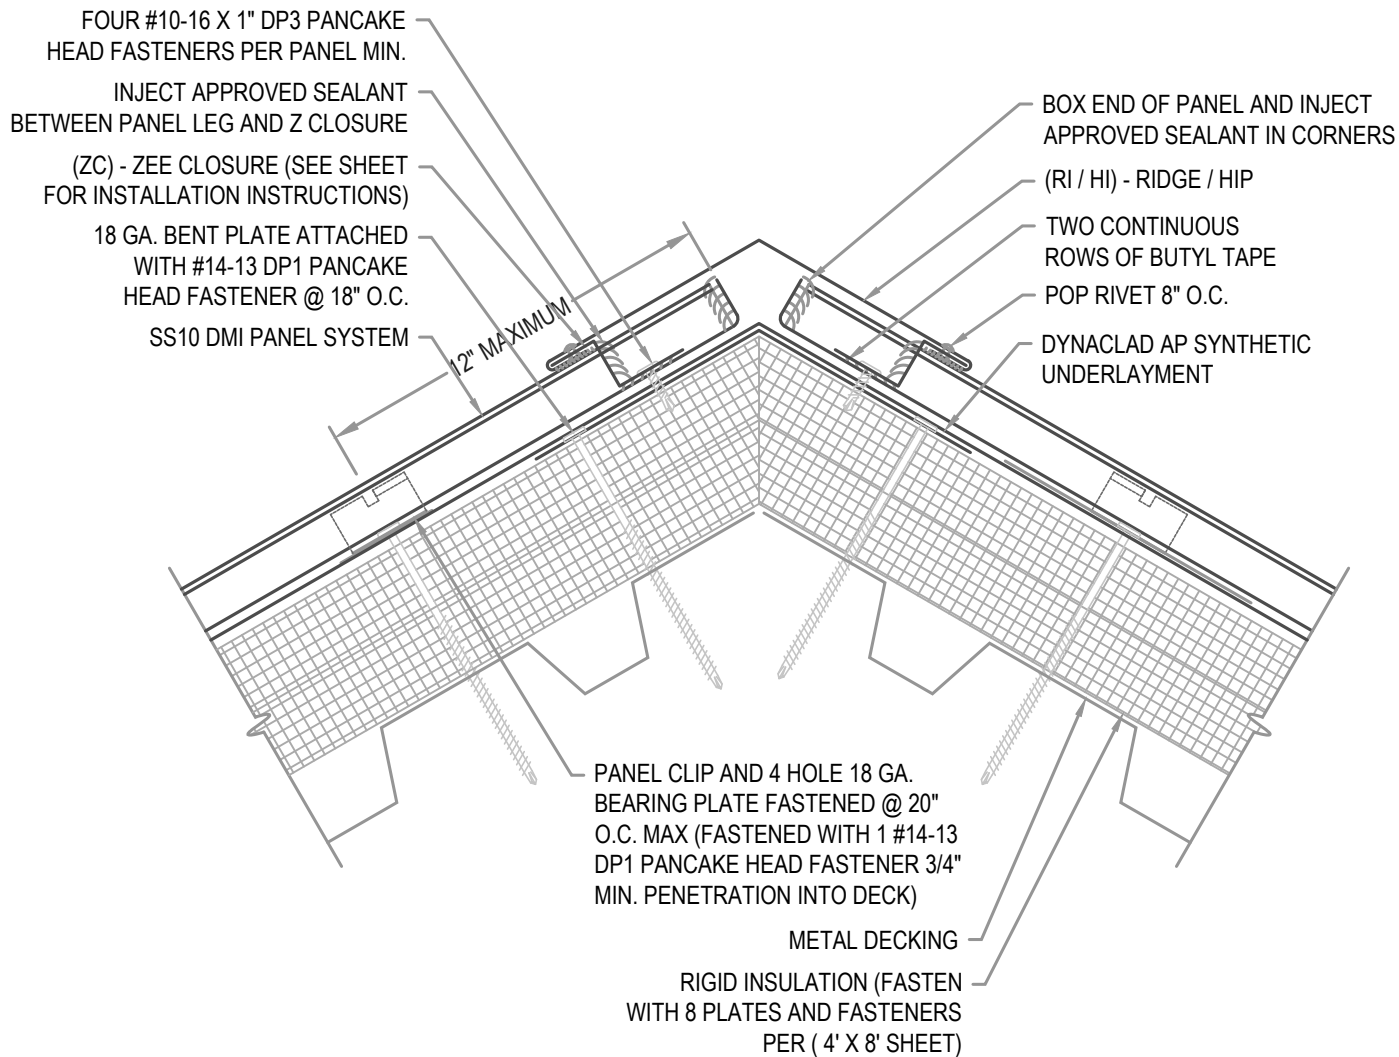 FOUR #10-16 X 1" DP3 PANCAKE
HEAD FASTENERS PER PANEL MIN.
INJECT APPROVED SEALANT
BETWEEN PANEL LEG AND Z CLOSURE
(ZC) - ZEE CLOSURE (SEE SHEET
FOR INSTALLATION INSTRUCTIONS)
18 GA. BENT PLATE ATTACHED
WITH #14-13 DP1 PANCAKE
HEAD FASTENER @ 18" O.C.
SS10 DMI PANEL SYSTEM
12" MAXIMUM
BOX END OF PANEL AND INJECT
APPROVED SEALANT IN CORNERS
(RI / HI) - RIDGE / HIP
TWO CONTINUOUS
ROWS OF BUTYL TAPE
POP RIVET 8" O.C.
DYNACLAD AP SYNTHETIC
UNDERLAYMENT
PANEL CLIP AND 4 HOLE 18 GA.
BEARING PLATE FASTENED @ 20"
O.C. MAX (FASTENED WITH 1 #14-13
DP1 PANCAKE HEAD FASTENER 3/4"
MIN. PENETRATION INTO DECK)
METAL DECKING
RIGID INSULATION (FASTEN
WITH 8 PLATES AND FASTENERS
PER ( 4' X 8' SHEET)